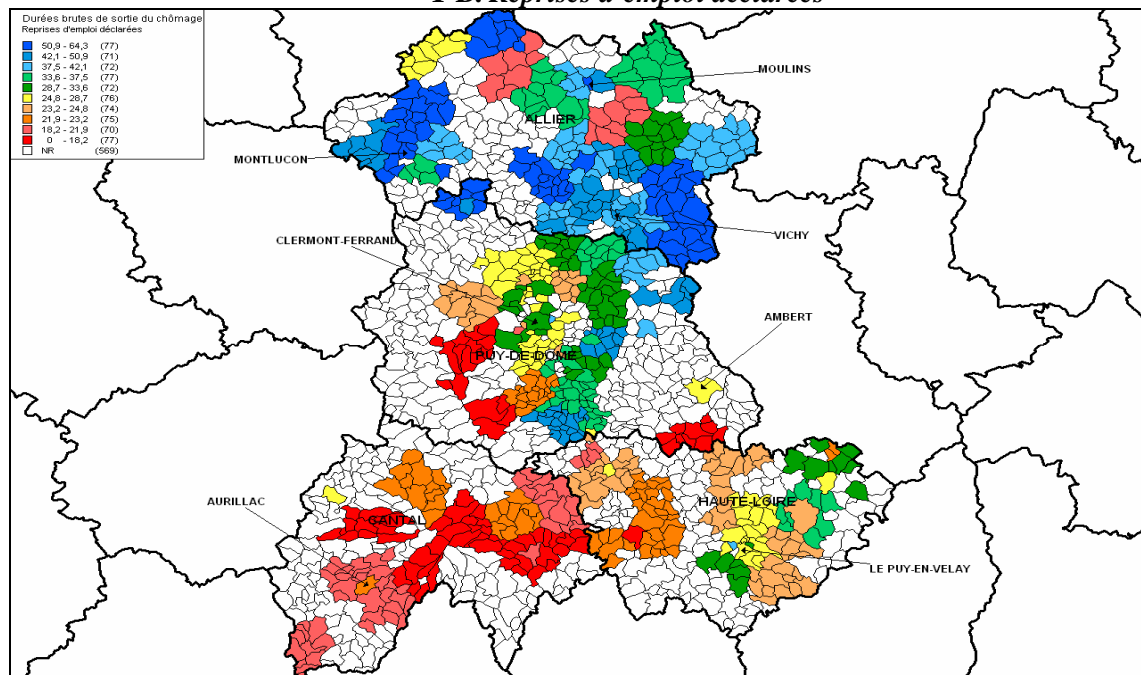 1-B. Reprises d'emploi déclarées
Durées brutes de sortie du chômage
Reprises d'emploi déclarées
50,9 - 64,3 (77)
42,1 - 50,9 (71)
37,5 - 42,1 (72)
33,6 - 37,5 (77)
28,7 - 33,6 (72)
24,8 - 28,7 (76)
23,2 - 24,8 (74)
21,9 - 23,2 (75)
18,2 - 21,9 (70)
0 - 18,2 (77)
NR (569)
MOULINS
ALLIER
MONTLUCON
VICHY
CLERMONT-FERRAND
AMBERT
PUY-DE-DOME
AURILLAC
CANTAL
HAUTE-LOIRE
LE PUY-EN-VELAY